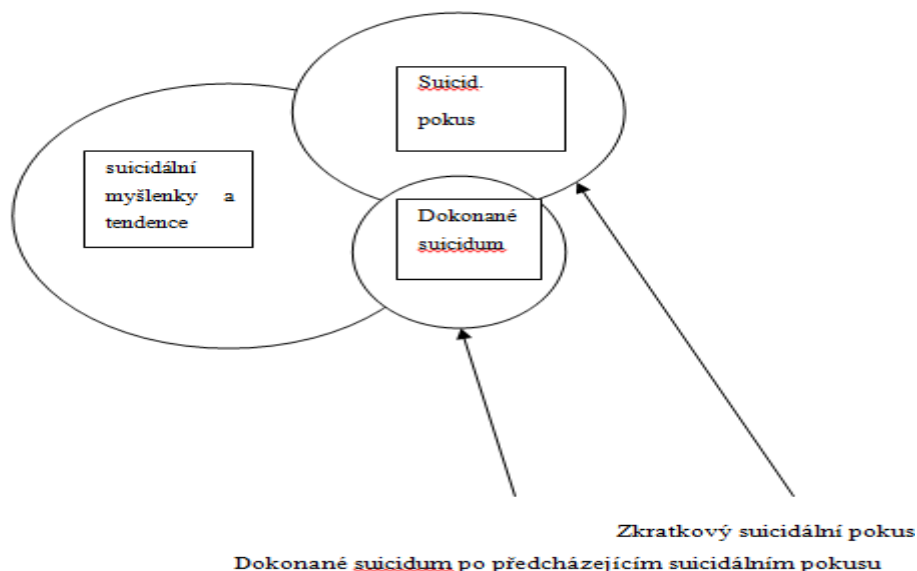 Suicid.
pokus
suicidální
myšlenky a
tendence
Dokonané
suicidum
Zkratkový suicidální pokus
Dokonané suicidum po předcházejícím suicidálním pokusu